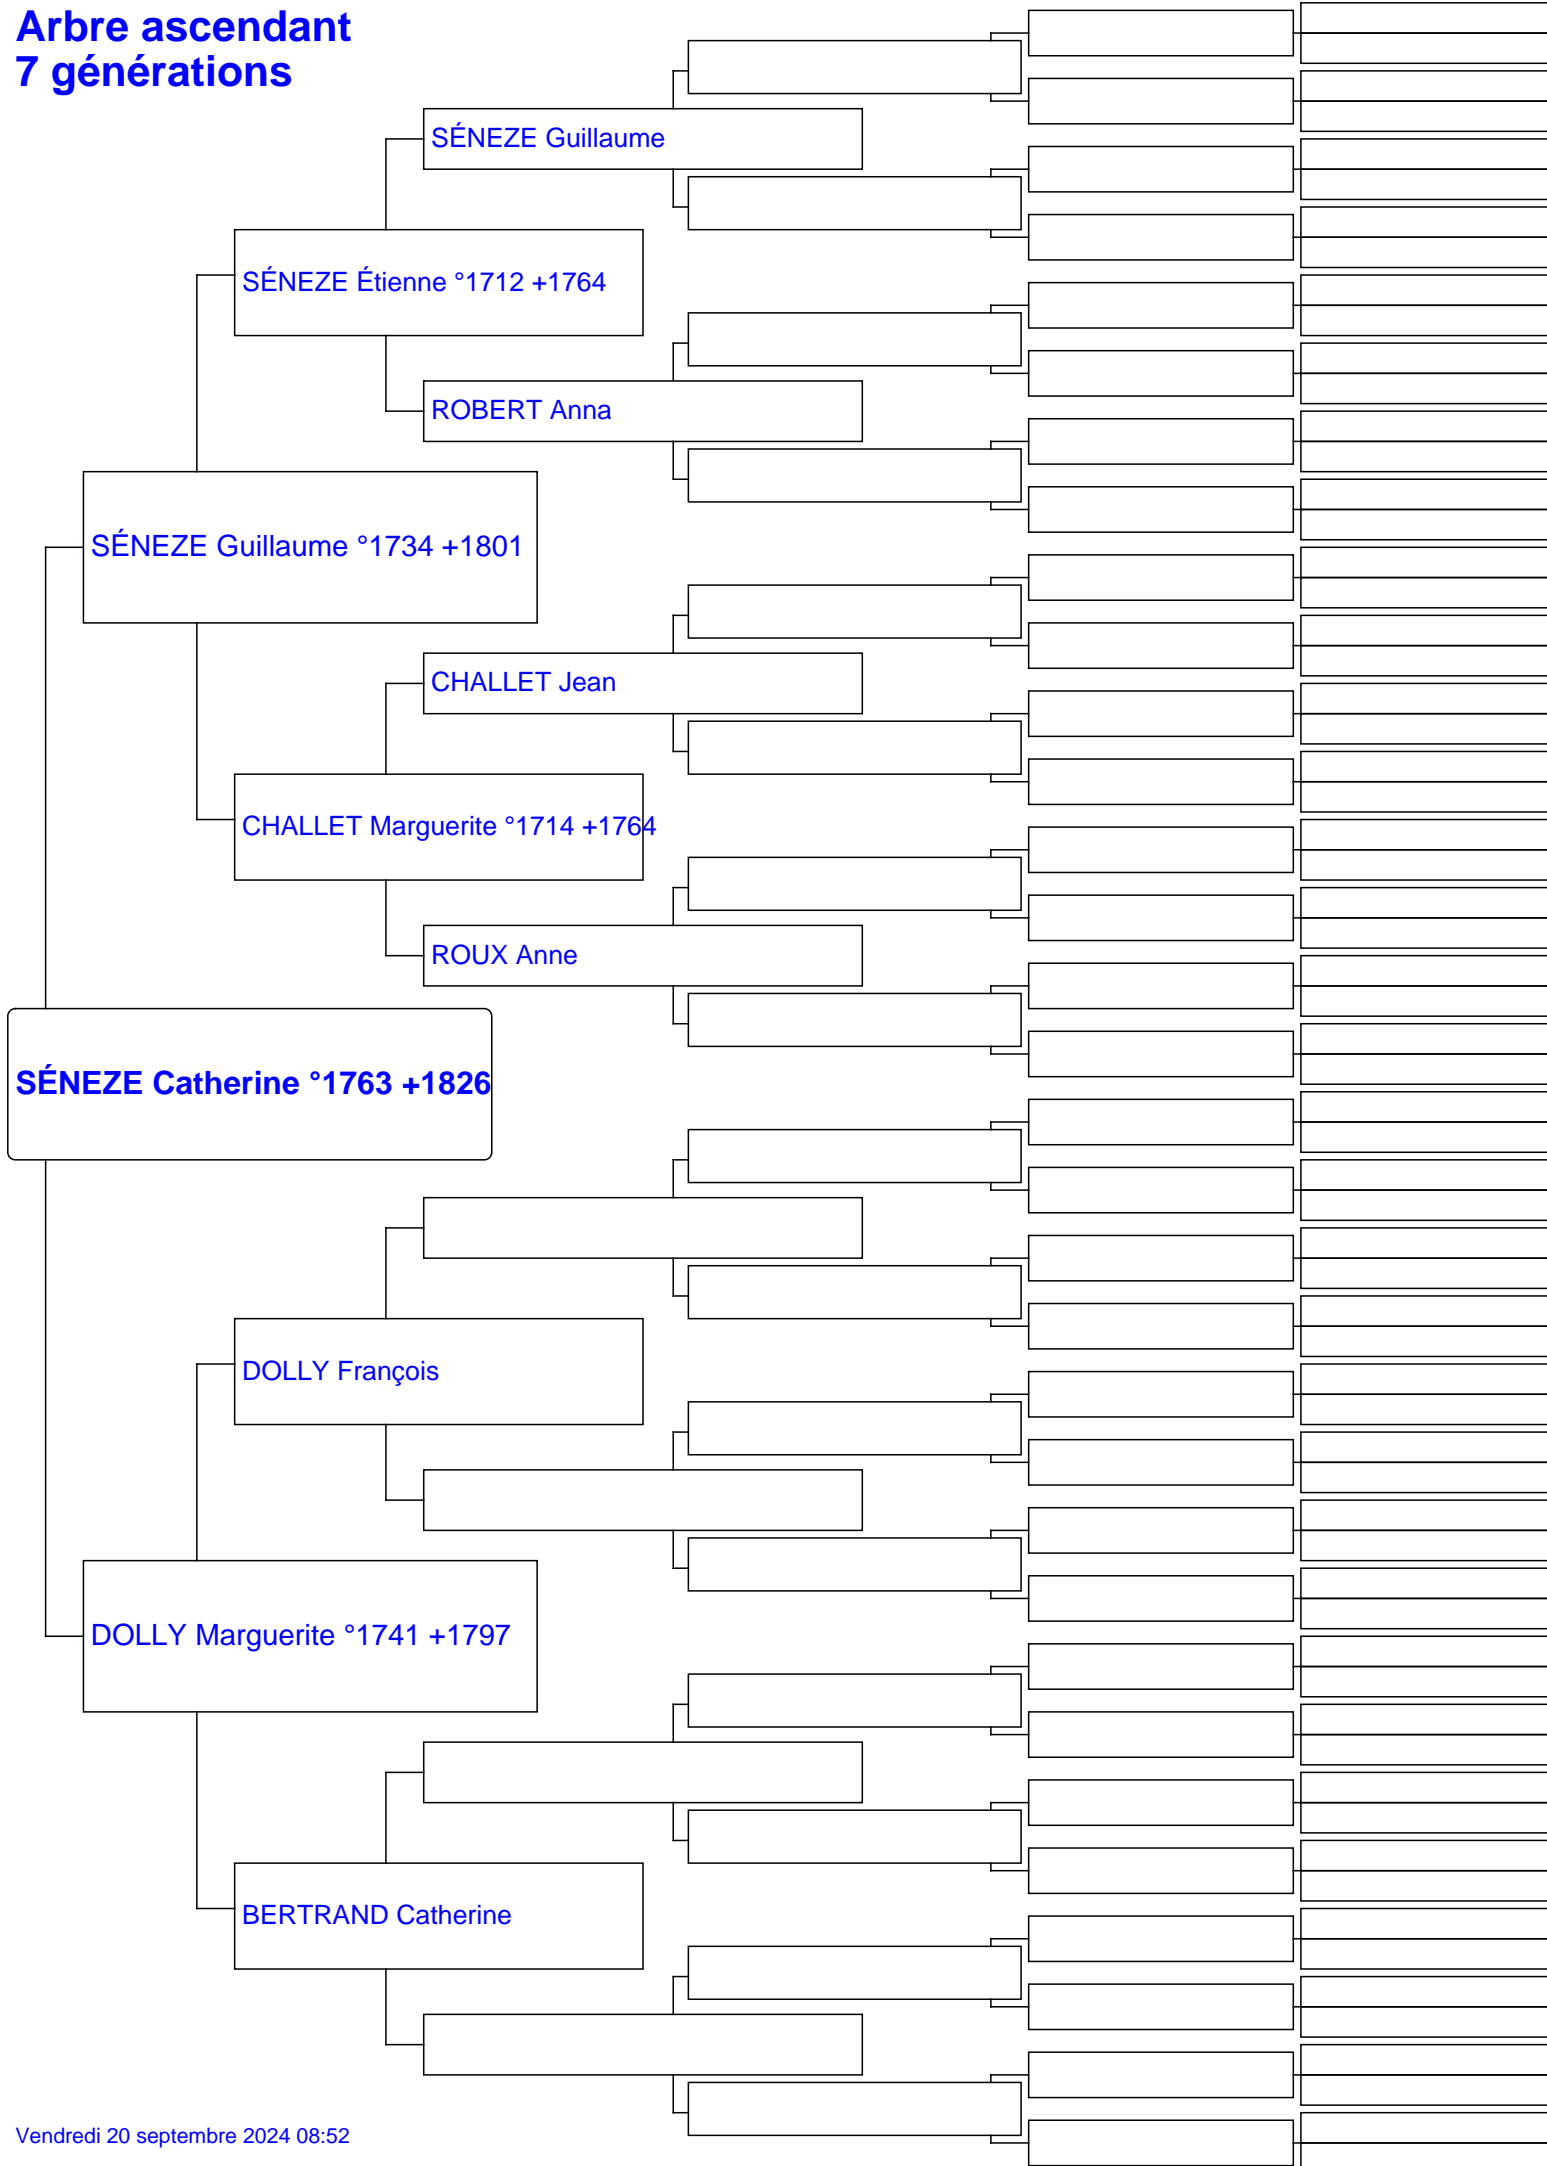 Arbre ascendant
7 générations
SÉNEZE Guillaume
SÉNEZE Étienne °1712 +1764
ROBERT Anna
SÉNEZE Guillaume °1734 +1801
CHALLET Jean
CHALLET Marguerite °1714 +1764
ROUX Anne
SÉNEZE Catherine °1763 +1826
DOLLY François
DOLLY Marguerite °1741 +1797
BERTRAND Catherine
Vendredi 20 septembre 2024 08:52